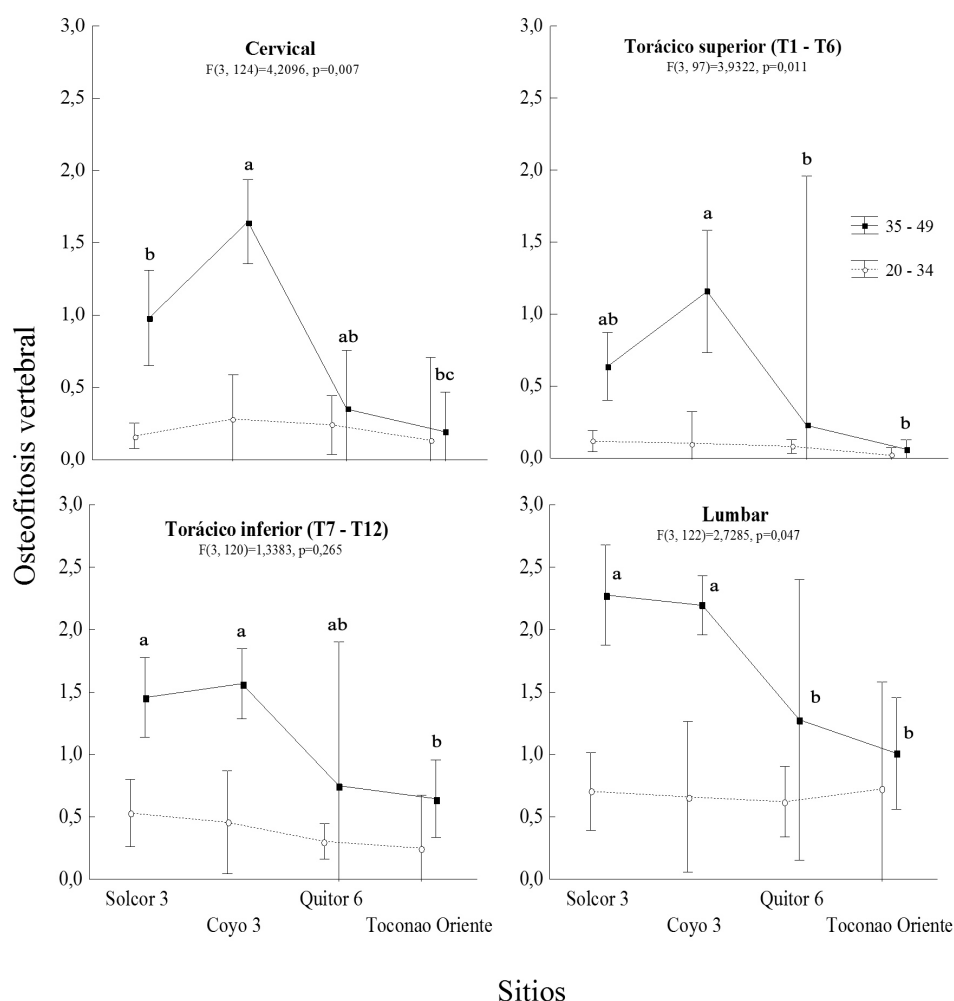 Osteofitosis vertebral
Cervical
F(3, 124)=4,2096, p=0,007
3,0
2,5
2,0
1,5
1,0
0,5
0,0
b
a
ab
bc
Torácico superior (T1 - T6)
F(3, 97)=3,9322, p=0,011
3,0
2,5
2,0
1,5
1,0
0,5
0,0
ab
a
b
b
35 - 49
20 - 34
Torácico inferior (T7 - T12)
F(3, 120)=1,3383, p=0,265
3,0
2,5
2,0
1,5
1,0
0,5
0,0
a
a
ab
b
Solcor 3
Coyo 3
Quitor 6
Toconao Oriente
Lumbar
F(3, 122)=2,7285, p=0,047
3,0
2,5
2,0
1,5
1,0
0,5
0,0
a
a
b
b
Solcor 3
Coyo 3
Quitor 6
Toconao Oriente
Sitios